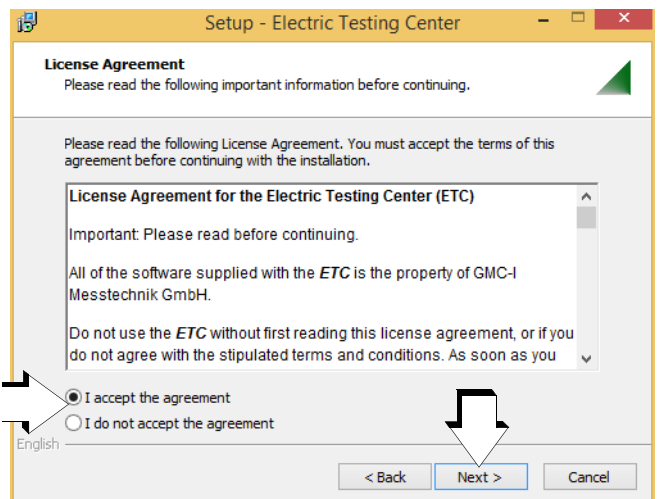 Setup - Electric Testing Center
License Agreement
Please read the following important information before continuing.
Please read the following License Agreement. You must accept the terms of this
agreement before continuing with the installation.
License Agreement for the Electric Testing Center (ETC)
Important: Please read before continuing.
All of the software supplied with the ETC is the property of GMC-I
Messtechnik GmbH.
Do not use the ETC without first reading this license agreement, or if you
do not agree with the stipulated terms and conditions. As soon as you
I accept the agreement
I do not accept the agreement
English
< Back Next > Cancel